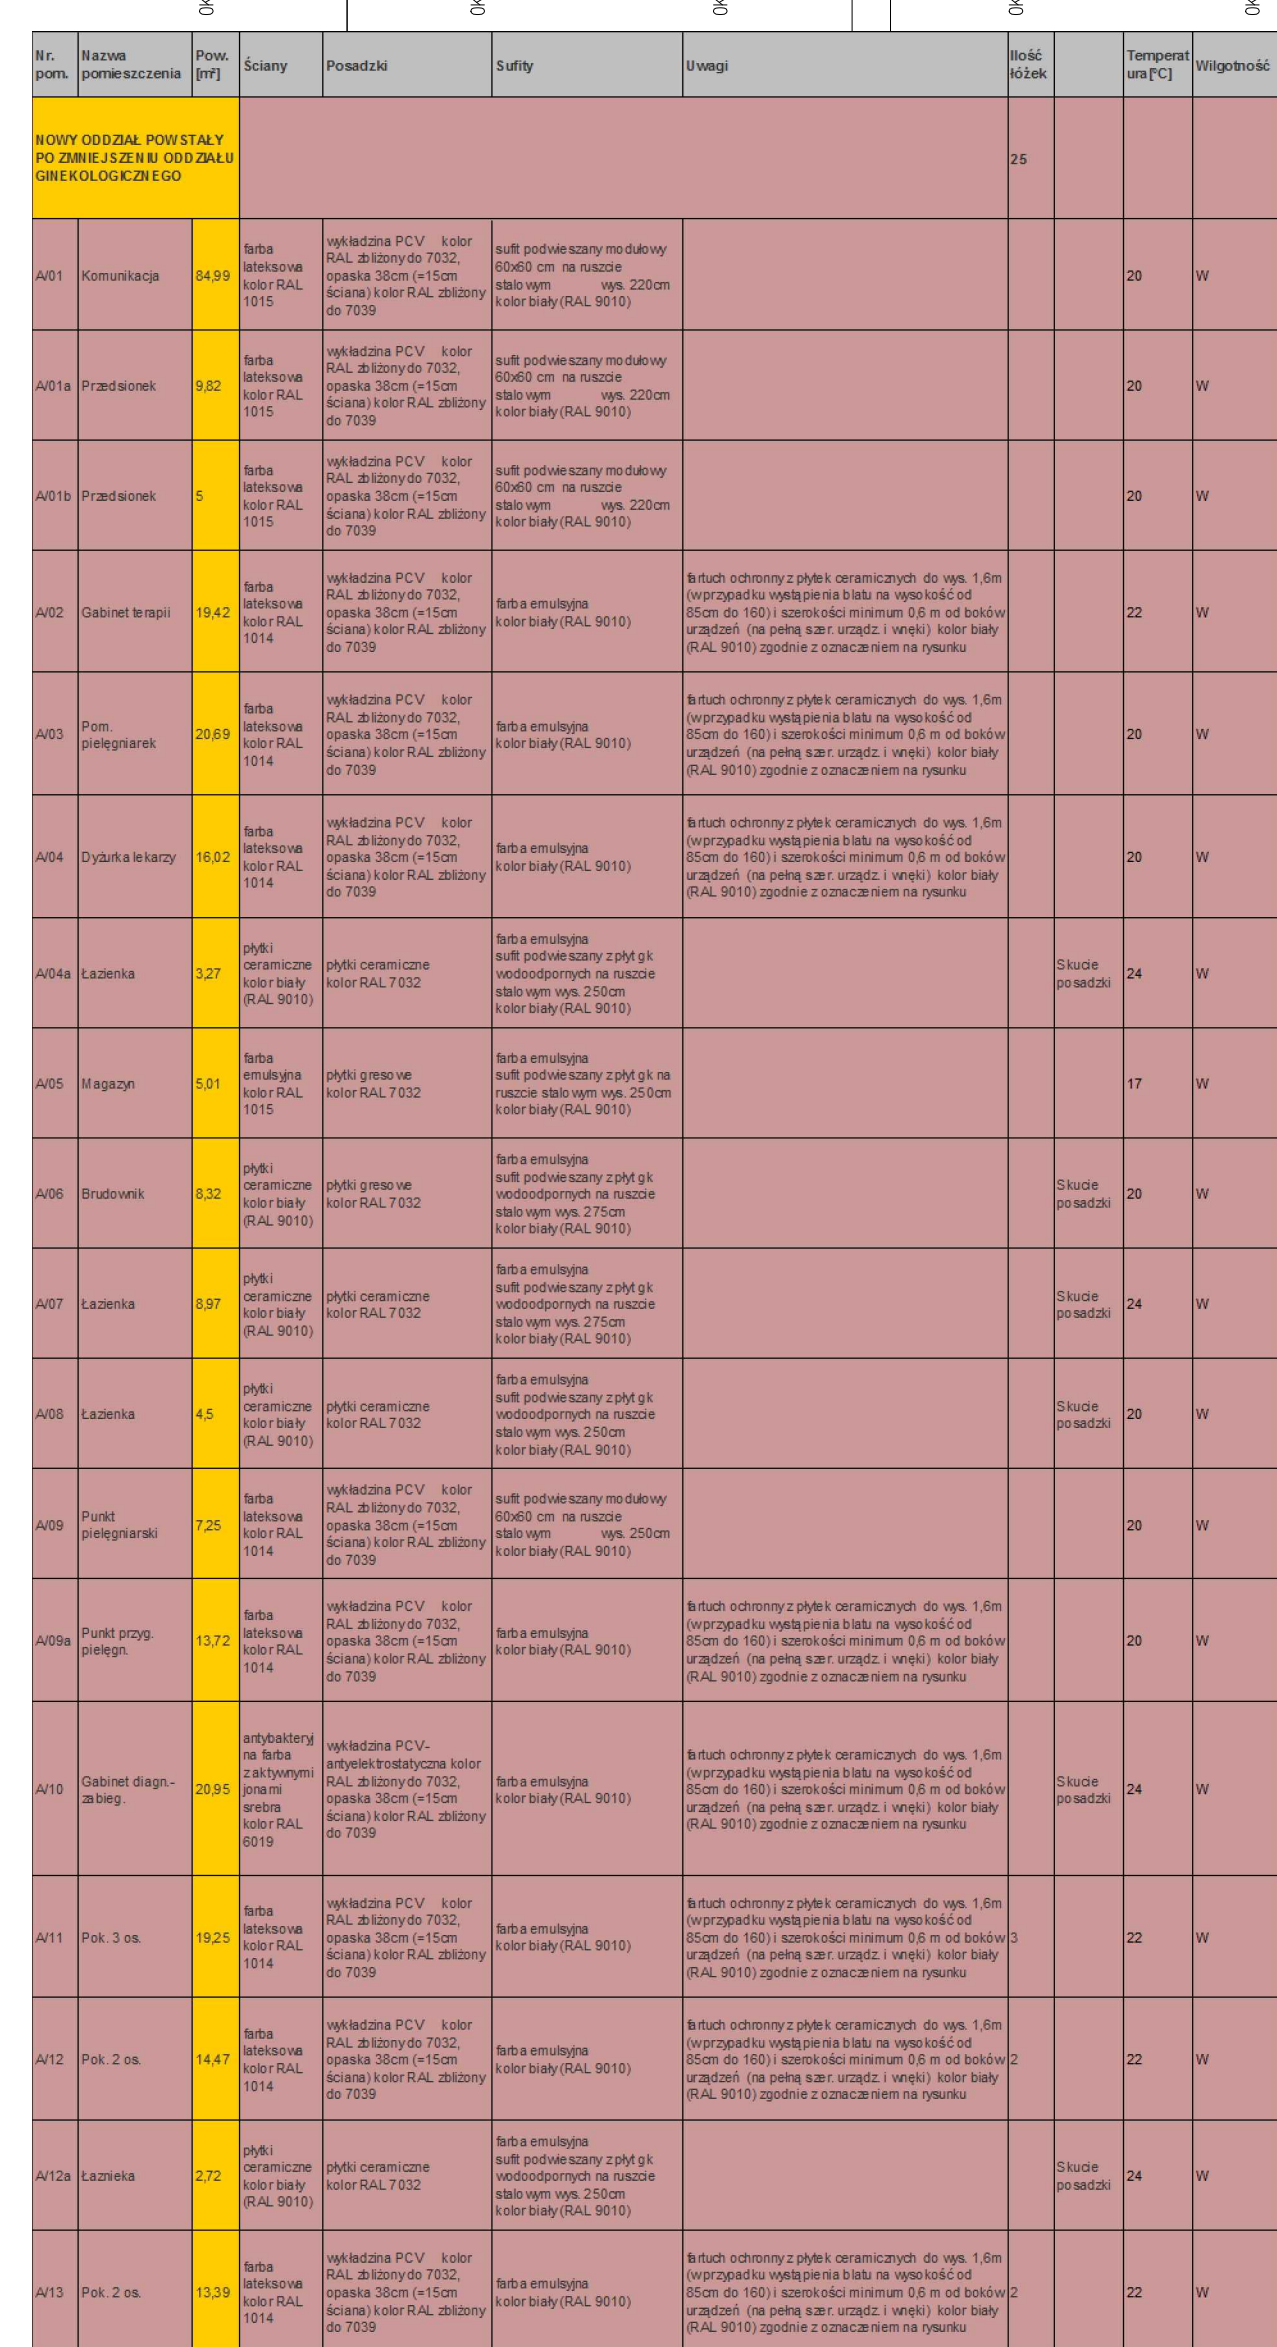 Nr. pom. Nazwa pomieszczenia Pow. [m²] Ściany Posadzki Sufity Uwagi Ilość łóżek Temperatura [°C] Wilgotność
NOWY ODDZIAŁ POWSTAŁY
PO ZMNIEJSZENIU ODDZIAŁU
GINEKOLOGICZNEGO
25
A/01
Komunikacja
84,99
farba
lateksowa
kolor RAL
1015
wykładzina PCV kolor
RAL zbliżony do 7032,
opaska 38cm (=15cm
ściana) kolor RAL zbliżony
do 7039
sufit podwieszany modułowy
60x60 cm na ruszcie
stalowym wys. 220cm
kolor biały (RAL 9010)
20
W
A/01a
Przedsionek
9,82
farba
lateksowa
kolor RAL
1015
wykładzina PCV kolor
RAL zbliżony do 7032,
opaska 38cm (=15cm
ściana) kolor RAL zbliżony
do 7039
sufit podwieszany modułowy
60x60 cm na ruszcie
stalowym wys. 220cm
kolor biały (RAL 9010)
20
W
A/01b
Przedsionek
5
farba
lateksowa
kolor RAL
1015
wykładzina PCV kolor
RAL zbliżony do 7032,
opaska 38cm (=15cm
ściana) kolor RAL zbliżony
do 7039
sufit podwieszany modułowy
60x60 cm na ruszcie
stalowym wys. 220cm
kolor biały (RAL 9010)
20
W
A/02
Gabinet terapii
19,42
farba
lateksowa
kolor RAL
1014
wykładzina PCV kolor
RAL zbliżony do 7032,
opaska 38cm (=15cm
ściana) kolor RAL zbliżony
do 7039
farba emulsyjna
kolor biały (RAL 9010)
fartuch ochronny z płytek ceramicznych do wys. 1,6m
(w przypadku wystąpienia blatu na wysokość od
85cm do 160) i szerokości minimum 0,6 m od boków
urządzeń (na pełną szer. urządz. i wnęki) kolor biały
(RAL 9010) zgodnie z oznaczeniem na rysunku
22
W
A/03
Pom.
pielęgniarek
20,69
farba
lateksowa
kolor RAL
1014
wykładzina PCV kolor
RAL zbliżony do 7032,
opaska 38cm (=15cm
ściana) kolor RAL zbliżony
do 7039
farba emulsyjna
kolor biały (RAL 9010)
fartuch ochronny z płytek ceramicznych do wys. 1,6m
(w przypadku wystąpienia blatu na wysokość od
85cm do 160) i szerokości minimum 0,6 m od boków
urządzeń (na pełną szer. urządz. i wnęki) kolor biały
(RAL 9010) zgodnie z oznaczeniem na rysunku
20
W
A/04
Dyżurka lekarzy
16,02
farba
lateksowa
kolor RAL
1014
wykładzina PCV kolor
RAL zbliżony do 7032,
opaska 38cm (=15cm
ściana) kolor RAL zbliżony
do 7039
farba emulsyjna
kolor biały (RAL 9010)
fartuch ochronny z płytek ceramicznych do wys. 1,6m
(w przypadku wystąpienia blatu na wysokość od
85cm do 160) i szerokości minimum 0,6 m od boków
urządzeń (na pełną szer. urządz. i wnęki) kolor biały
(RAL 9010) zgodnie z oznaczeniem na rysunku
20
W
A/04a
Łazienka
3,27
płytki
ceramiczne
kolor biały
(RAL 9010)
płytki ceramiczne
kolor RAL 7032
farba emulsyjna
sufit podwieszany z płyt gk
wodoodpornych na ruszcie
stalowym wys. 250cm
kolor biały (RAL 9010)
Skucie
posadzki
24
W
A/05
Magazyn
5,01
farba
emulsyjna
kolor RAL
1015
płytki gresowe
kolor RAL 7032
farba emulsyjna
sufit podwieszany z płyt gk na
ruszcie stalowym wys. 250cm
kolor biały (RAL 9010)
17
W
A/06
Brudownik
8,32
płytki
ceramiczne
kolor biały
(RAL 9010)
płytki gresowe
kolor RAL 7032
farba emulsyjna
sufit podwieszany z płyt gk
wodoodpornych na ruszcie
stalowym wys. 275cm
kolor biały (RAL 9010)
Skucie
posadzki
20
W
A/07
Łazienka
8,97
płytki
ceramiczne
kolor biały
(RAL 9010)
płytki ceramiczne
kolor RAL 7032
farba emulsyjna
sufit podwieszany z płyt gk
wodoodpornych na ruszcie
stalowym wys. 275cm
kolor biały (RAL 9010)
Skucie
posadzki
24
W
A/08
Łazienka
4,5
płytki
ceramiczne
kolor biały
(RAL 9010)
płytki ceramiczne
kolor RAL 7032
farba emulsyjna
sufit podwieszany z płyt gk
wodoodpornych na ruszcie
stalowym wys. 250cm
kolor biały (RAL 9010)
Skucie
posadzki
20
W
A/09
Punkt
pielęgniarski
7,25
farba
lateksowa
kolor RAL
1014
wykładzina PCV kolor
RAL zbliżony do 7032,
opaska 38cm (=15cm
ściana) kolor RAL zbliżony
do 7039
sufit podwieszany modułowy
60x60 cm na ruszcie
stalowym wys. 250cm
kolor biały (RAL 9010)
20
W
A/09a
Punkt przyg.
pielęgn.
13,72
farba
lateksowa
kolor RAL
1014
wykładzina PCV kolor
RAL zbliżony do 7032,
opaska 38cm (=15cm
ściana) kolor RAL zbliżony
do 7039
farba emulsyjna
kolor biały (RAL 9010)
fartuch ochronny z płytek ceramicznych do wys. 1,6m
(w przypadku wystąpienia blatu na wysokość od
85cm do 160) i szerokości minimum 0,6 m od boków
urządzeń (na pełną szer. urządz. i wnęki) kolor biały
(RAL 9010) zgodnie z oznaczeniem na rysunku
20
W
A/10
Gabinet diagn.-
zabieg.
20,95
antybakteryj
na farba
z aktywnymi
jonami
srebra
kolor RAL
6019
wykładzina PCV-
antyelektrostatyczna kolor
RAL zbliżony do 7032,
opaska 38cm (=15cm
ściana) kolor RAL zbliżony
do 7039
farba emulsyjna
kolor biały (RAL 9010)
fartuch ochronny z płytek ceramicznych do wys. 1,6m
(w przypadku wystąpienia blatu na wysokość od
85cm do 160) i szerokości minimum 0,6 m od boków
urządzeń (na pełną szer. urządz. i wnęki) kolor biały
(RAL 9010) zgodnie z oznaczeniem na rysunku
Skucie
posadzki
24
W
A/11
Pok. 3 os.
19,25
farba
lateksowa
kolor RAL
1014
wykładzina PCV kolor
RAL zbliżony do 7032,
opaska 38cm (=15cm
ściana) kolor RAL zbliżony
do 7039
farba emulsyjna
kolor biały (RAL 9010)
fartuch ochronny z płytek ceramicznych do wys. 1,6m
(w przypadku wystąpienia blatu na wysokość od
85cm do 160) i szerokości minimum 0,6 m od boków
urządzeń (na pełną szer. urządz. i wnęki) kolor biały
(RAL 9010) zgodnie z oznaczeniem na rysunku
3
22
W
A/12
Pok. 2 os.
14,47
farba
lateksowa
kolor RAL
1014
wykładzina PCV kolor
RAL zbliżony do 7032,
opaska 38cm (=15cm
ściana) kolor RAL zbliżony
do 7039
farba emulsyjna
kolor biały (RAL 9010)
fartuch ochronny z płytek ceramicznych do wys. 1,6m
(w przypadku wystąpienia blatu na wysokość od
85cm do 160) i szerokości minimum 0,6 m od boków
urządzeń (na pełną szer. urządz. i wnęki) kolor biały
(RAL 9010) zgodnie z oznaczeniem na rysunku
2
22
W
A/12a
Łaznieka
2,72
płytki
ceramiczne
kolor biały
(RAL 9010)
płytki ceramiczne
kolor RAL 7032
farba emulsyjna
sufit podwieszany z płyt gk
wodoodpornych na ruszcie
stalowym wys. 250cm
kolor biały (RAL 9010)
Skucie
posadzki
24
W
A/13
Pok. 2 os.
13,39
farba
lateksowa
kolor RAL
1014
wykładzina PCV kolor
RAL zbliżony do 7032,
opaska 38cm (=15cm
ściana) kolor RAL zbliżony
do 7039
farba emulsyjna
kolor biały (RAL 9010)
fartuch ochronny z płytek ceramicznych do wys. 1,6m
(w przypadku wystąpienia blatu na wysokość od
85cm do 160) i szerokości minimum 0,6 m od boków
urządzeń (na pełną szer. urządz. i wnęki) kolor biały
(RAL 9010) zgodnie z oznaczeniem na rysunku
2
22
W